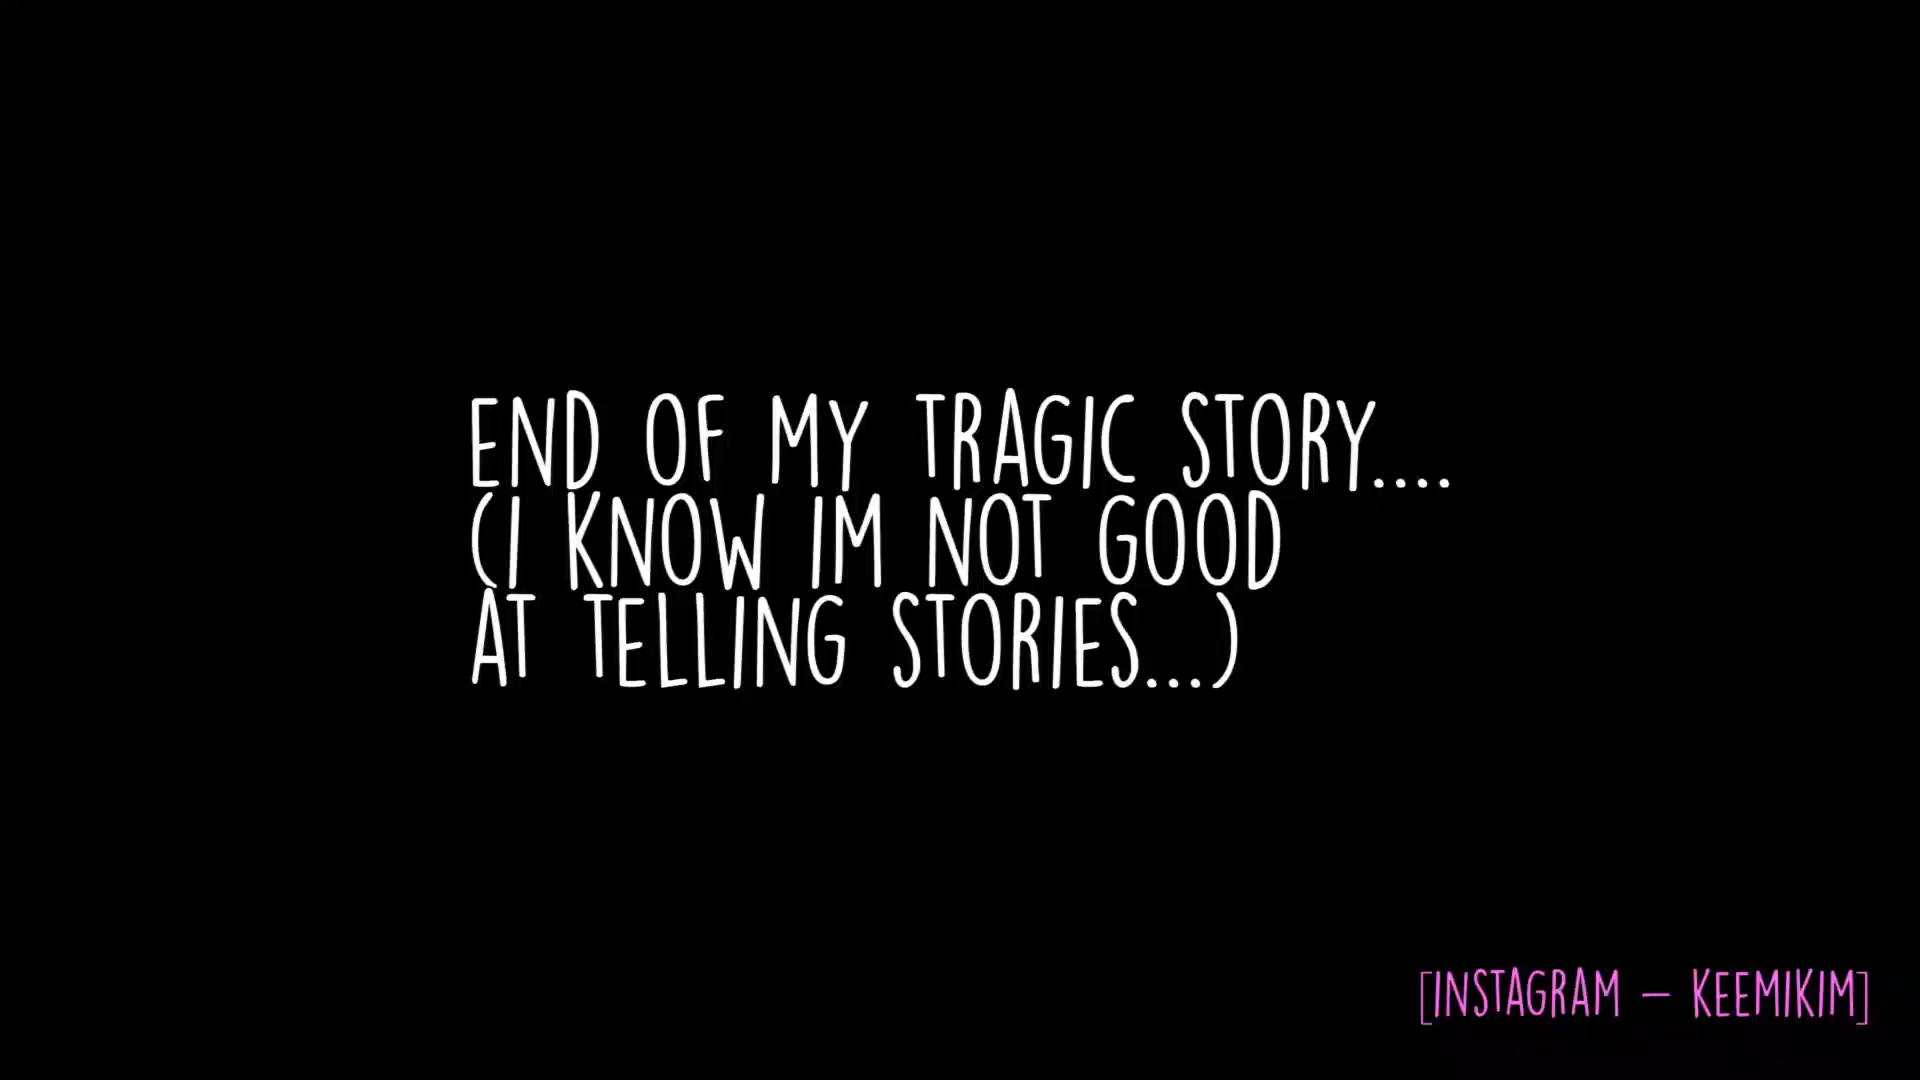 END OF MY TRAGIC STORY....
(I KNOW IM NOT GOOD
AT TELLING STORIES...)
[INSTAGRAM – KEEMIKIM]